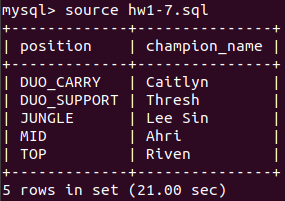 mysql> source hw1-7.sql
+-------------+---------------+
| position | champion_name |
+-------------+---------------+
| DUO_CARRY | Caitlyn |
| DUO_SUPPORT | Thresh |
| JUNGLE | Lee Sin |
| MID | Ahri |
| TOP | Riven |
+-------------+---------------+
5 rows in set (21.00 sec)